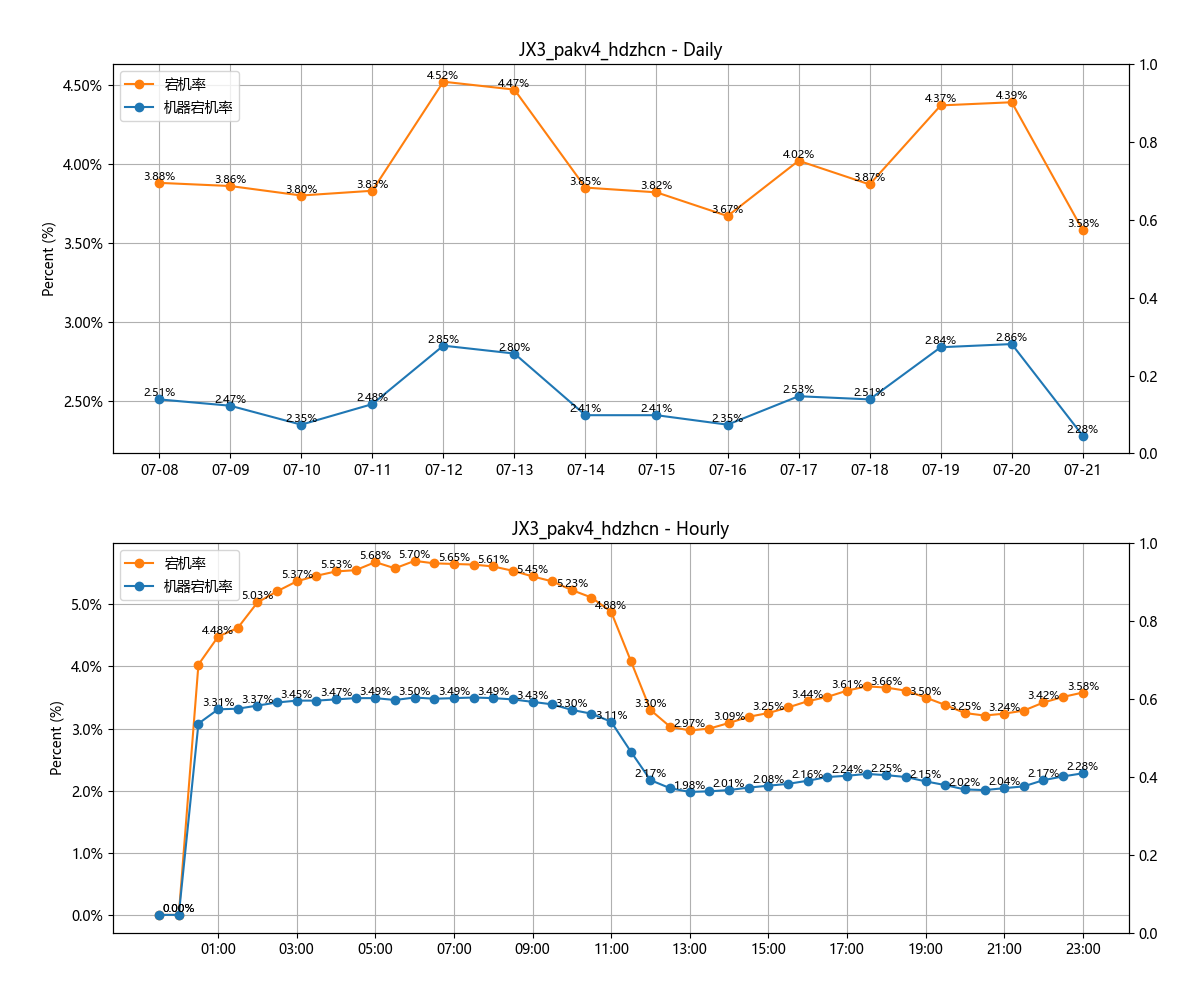 JX3_pakv4_hdzhcn - Daily
宕机率
机器宕机率
Percent (%)
4.50%
4.00%
3.50%
3.00%
2.50%
1.0
0.8
0.6
0.4
0.2
0.0
3.88% 3.86% 3.80% 3.83% 4.52% 4.47% 3.85% 3.82% 3.67% 4.02% 3.87% 4.37% 4.39% 3.58%
2.51% 2.47% 2.35% 2.48% 2.85% 2.80% 2.41% 2.41% 2.35% 2.53% 2.51% 2.84% 2.86% 2.28%
07-08 07-09 07-10 07-11 07-12 07-13 07-14 07-15 07-16 07-17 07-18 07-19 07-20 07-21
JX3_pakv4_hdzhcn - Hourly
宕机率
机器宕机率
Percent (%)
5.0%
4.0%
3.0%
2.0%
1.0%
0.0%
1.0
0.8
0.6
0.4
0.2
0.0
0.00% 4.48% 5.03% 5.37% 5.53% 5.68% 5.70% 5.65% 5.61% 5.45% 5.23% 4.88% 3.30% 2.97% 3.09% 3.25% 3.44% 3.61% 3.66% 3.50% 3.25% 3.24% 3.42% 3.58%
0.00% 3.31% 3.37% 3.45% 3.47% 3.49% 3.50% 3.49% 3.49% 3.43% 3.30% 3.11% 2.17% 1.98% 2.01% 2.08% 2.16% 2.24% 2.25% 2.15% 2.02% 2.04% 2.17% 2.28%
01:00 03:00 05:00 07:00 09:00 11:00 13:00 15:00 17:00 19:00 21:00 23:00